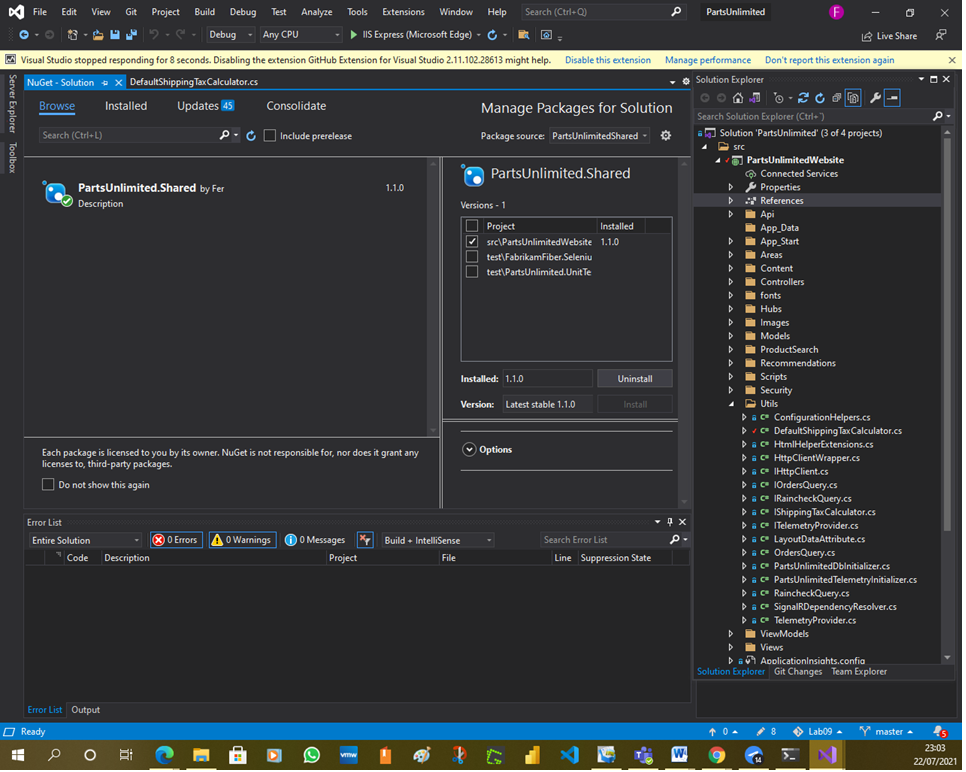 File Edit View Git Project Build Debug Test Analyze Tools Extensions Window Help Search (Ctrl+Q) PartsUnlimited F
Debug Any CPU IIS Express (Microsoft Edge) Live Share
Visual Studio stopped responding for 8 seconds. Disabling the extension GitHub Extension for Visual Studio 2.11.102.28613 might help. Disable this extension Manage performance Don't report this extension again
Server Explorer
Toolbox
NuGet - Solution DefaultShippingTaxCalculator.cs
Browse Installed Updates 45 Consolidate
Manage Packages for Solution
Search (Ctrl+L) Include prerelease
Package source: PartsUnlimitedShared
PartsUnlimited.Shared by Fer 1.1.0
Description
Each package is licensed to you by its owner. NuGet is not responsible for, nor does it grant any
licenses to, third-party packages.
Do not show this again
PartsUnlimited.Shared
Versions - 1
Project Installed
src\PartsUnlimitedWebsite 1.1.0
test\FabrikamFiber.Seleniu
test\PartsUnlimited.UnitTe
Installed: 1.1.0 Uninstall
Version: Latest stable 1.1.0 Install
Options
Error List
Entire Solution 0 Errors 0 Warnings 0 Messages Build + IntelliSense Search Error List
Code Description Project File Line Suppression State
Error List Output
Solution Explorer
Search Solution Explorer (Ctrl+´)
Solution 'PartsUnlimited' (3 of 4 projects)
src
PartsUnlimitedWebsite
Connected Services
Properties
References
Api
App_Data
App_Start
Areas
Content
Controllers
fonts
Hubs
Images
Models
ProductSearch
Recommendations
Scripts
Security
Utils
C# ConfigurationHelpers.cs
C# DefaultShippingTaxCalculator.cs
C# HtmlHelperExtensions.cs
C# HttpClientWrapper.cs
C# IHttpClient.cs
C# IOrdersQuery.cs
C# IRaincheckQuery.cs
C# IShippingTaxCalculator.cs
C# ITelemetryProvider.cs
C# LayoutDataAttribute.cs
C# OrdersQuery.cs
C# PartsUnlimitedDbInitializer.cs
C# PartsUnlimitedTelemetryInitializer.cs
C# RaincheckQuery.cs
C# SignalRDependencyResolver.cs
C# TelemetryProvider.cs
ViewModels
Views
ApplicationInsights.config
Solution Explorer Git Changes Team Explorer
Ready 0 8 Lab09 master 5
vmw 14
23:03
22/07/2021